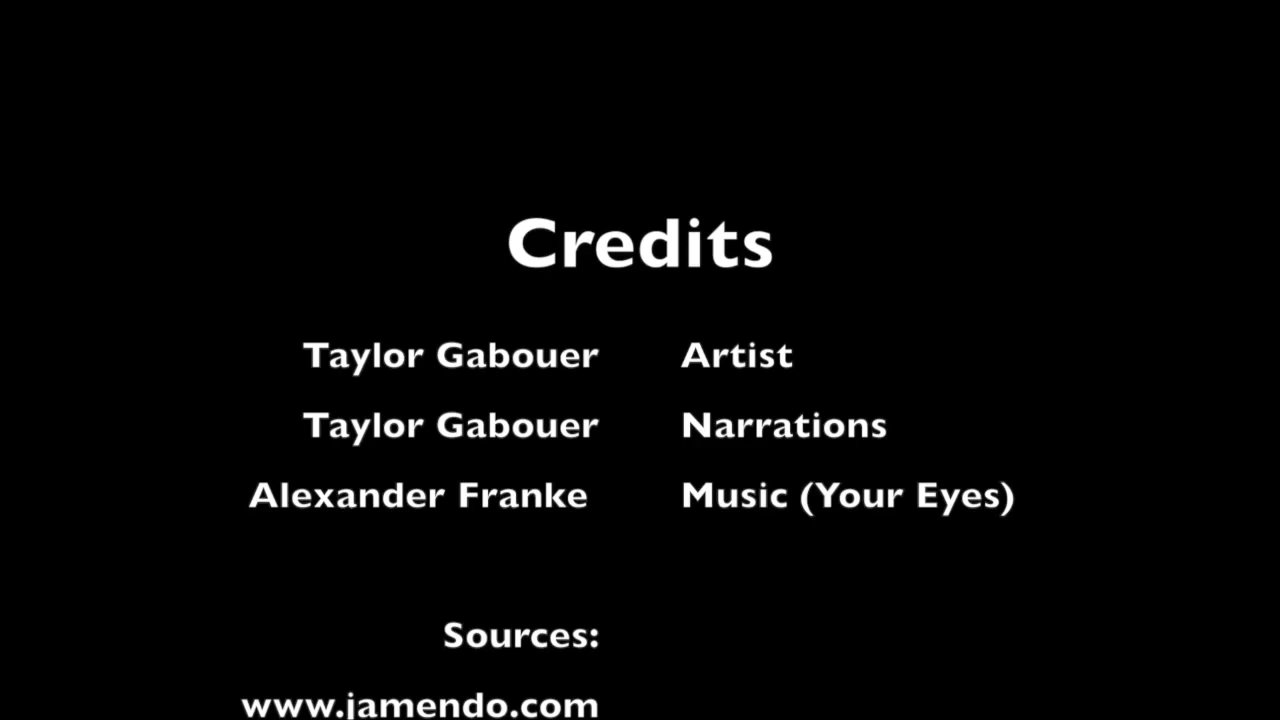 Credits
Taylor Gabouer Artist
Taylor Gabouer Narrations
Alexander Franke Music (Your Eyes)
Sources:
www.jamendo.com